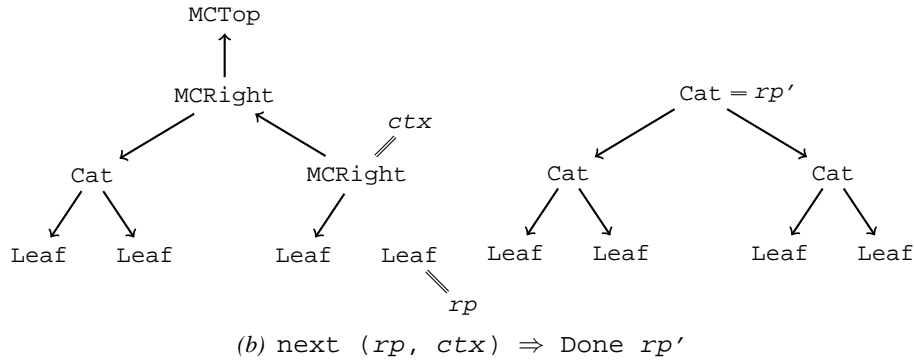 MCTop
MCRight Cat = rp'
ctx
Cat MCRight Cat Cat
Leaf Leaf Leaf Leaf Leaf Leaf Leaf Leaf
rp
(b) next (rp, ctx) ⇒ Done rp'